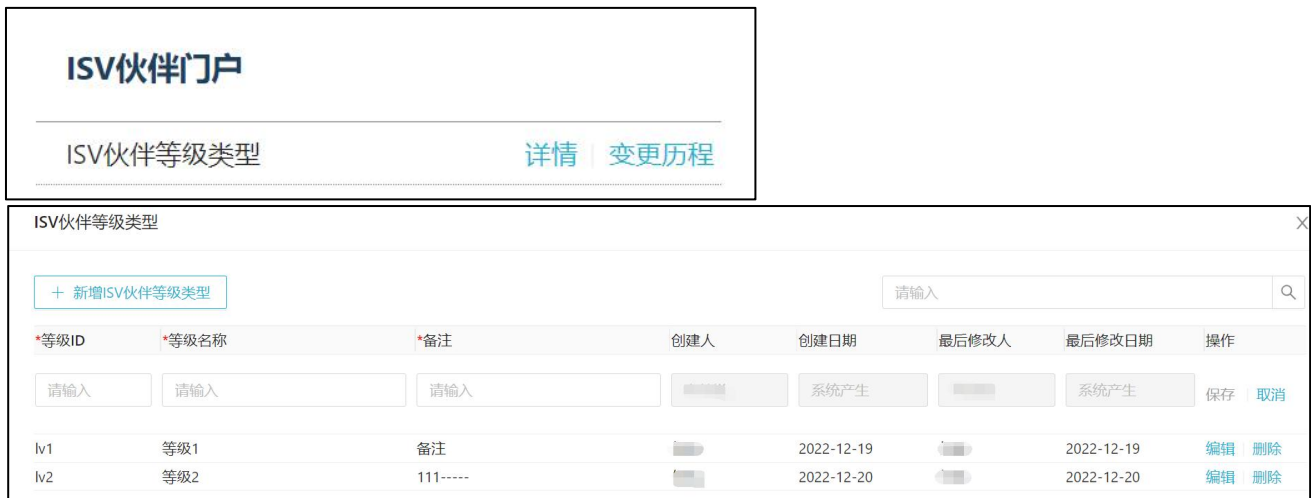 ISV伙伴门户
ISV伙伴等级类型 详情 变更历程
ISV伙伴等级类型
+ 新增ISV伙伴等级类型 请输入
*等级ID *等级名称 *备注 创建人 创建日期 最后修改人 最后修改日期 操作
请输入 请输入 请输入 系统产生 系统产生 保存 取消
lv1 等级1 备注 2022-12-19 2022-12-19 编辑 删除
lv2 等级2 111----- 2022-12-20 2022-12-20 编辑 删除